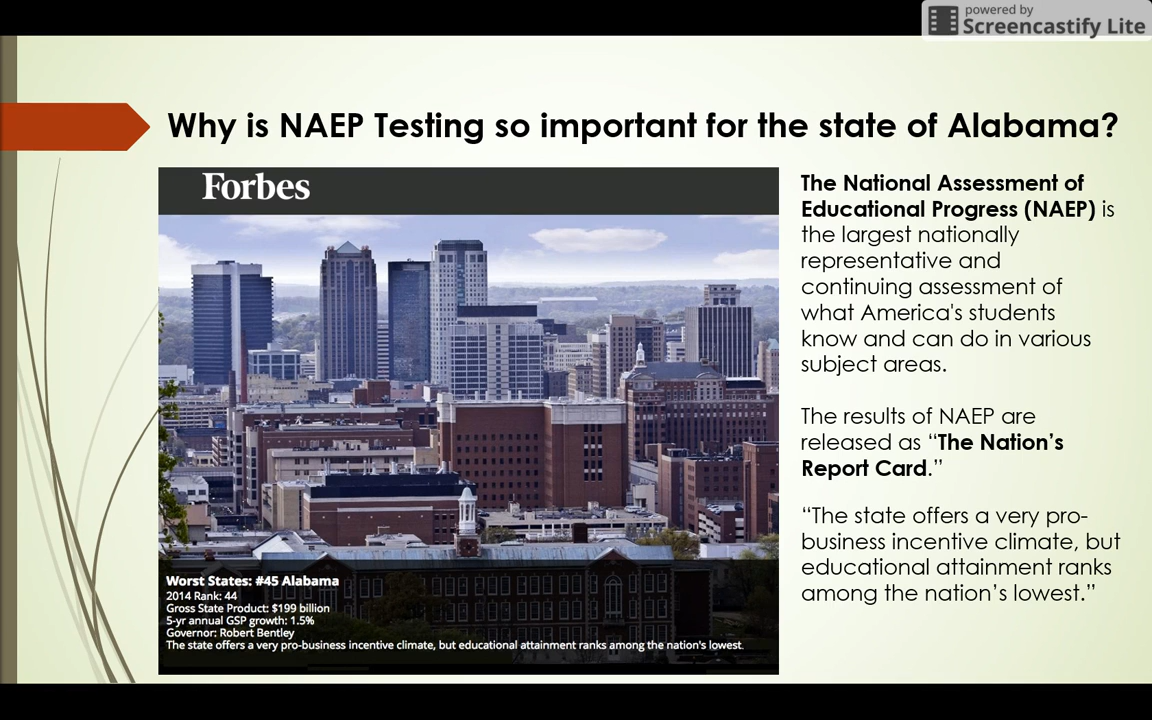 powered by
Screencastify Lite
Why is NAEP Testing so important for the state of Alabama?
Forbes
Worst States: #45 Alabama
2014 Rank: 44
Gross State Product: $199 billion
5-yr annual GSP growth: 1.5%
Governor: Robert Bentley
The state offers a very pro-business incentive climate, but educational attainment ranks among the nation's lowest.
The National Assessment of
Educational Progress (NAEP) is
the largest nationally
representative and
continuing assessment of
what America's students
know and can do in various
subject areas.
The results of NAEP are
released as “The Nation’s
Report Card.”
“The state offers a very pro-
business incentive climate, but
educational attainment ranks
among the nation’s lowest.”